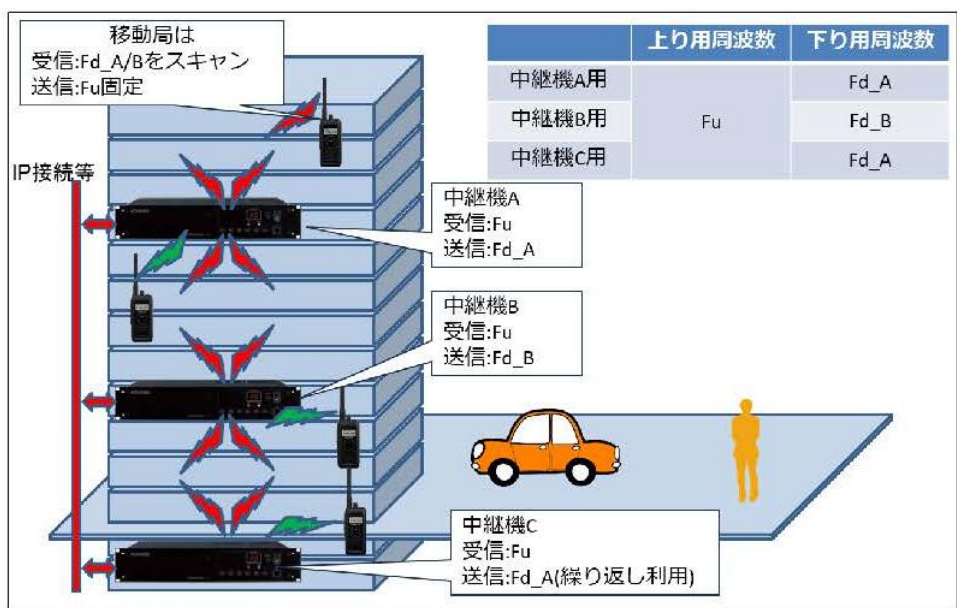 移動局は
受信:Fd_A/Bをスキャン
送信:Fu固定
上り用周波数 下り用周波数
中継機A用 Fd_A
中継機B用 Fu Fd_B
中継機C用 Fd_A
IP接続等
中継機A
受信:Fu
送信:Fd_A
中継機B
受信:Fu
送信:Fd_B
中継機C
受信:Fu
送信:Fd_A(繰り返し利用)